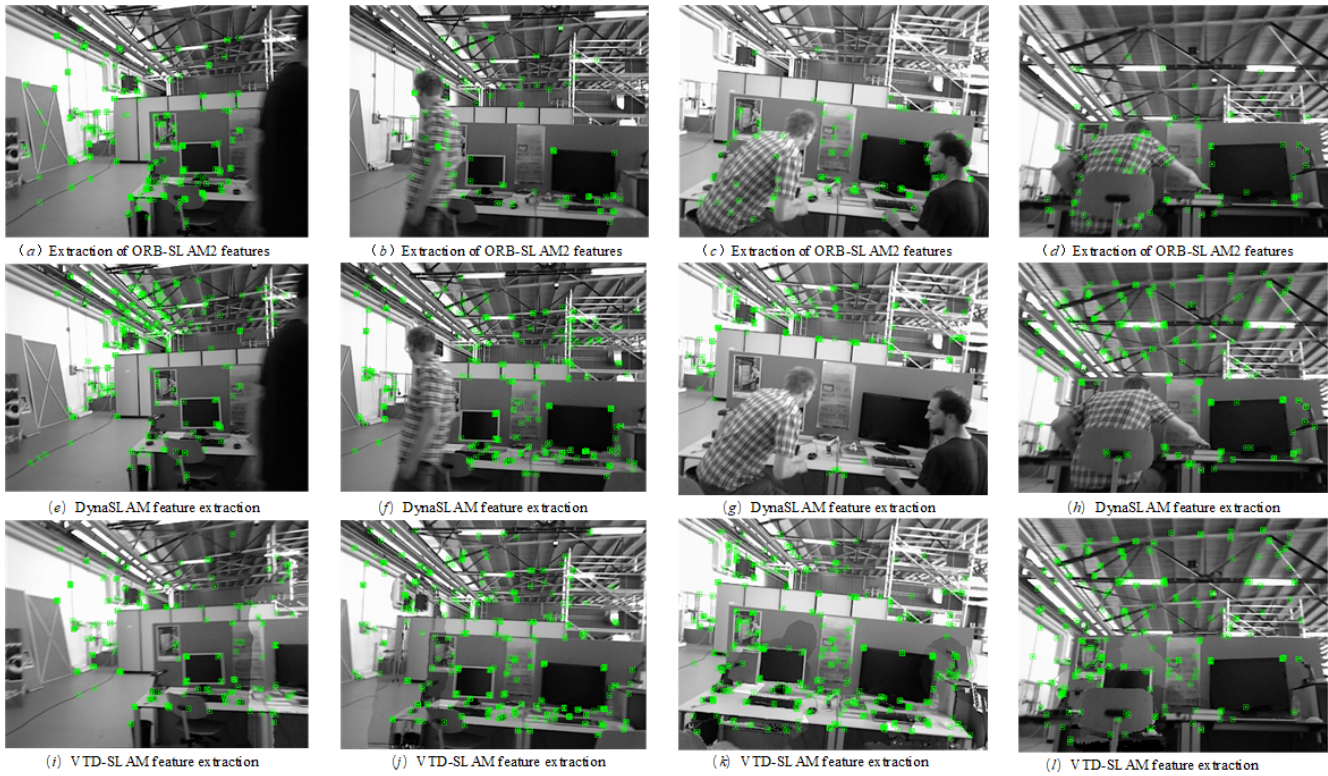 (a) Extraction of ORB-SLAM2 features
(b) Extraction of ORB-SLAM2 features
(c) Extraction of ORB-SLAM2 features
(d) Extraction of ORB-SLAM2 features
(e) DynaSLAM feature extraction
(f) DynaSLAM feature extraction
(g) DynaSLAM feature extraction
(h) DynaSLAM feature extraction
(i) VTD-SLAM feature extraction
(j) VTD-SLAM feature extraction
(k) VTD-SLAM feature extraction
(l) VTD-SLAM feature extraction